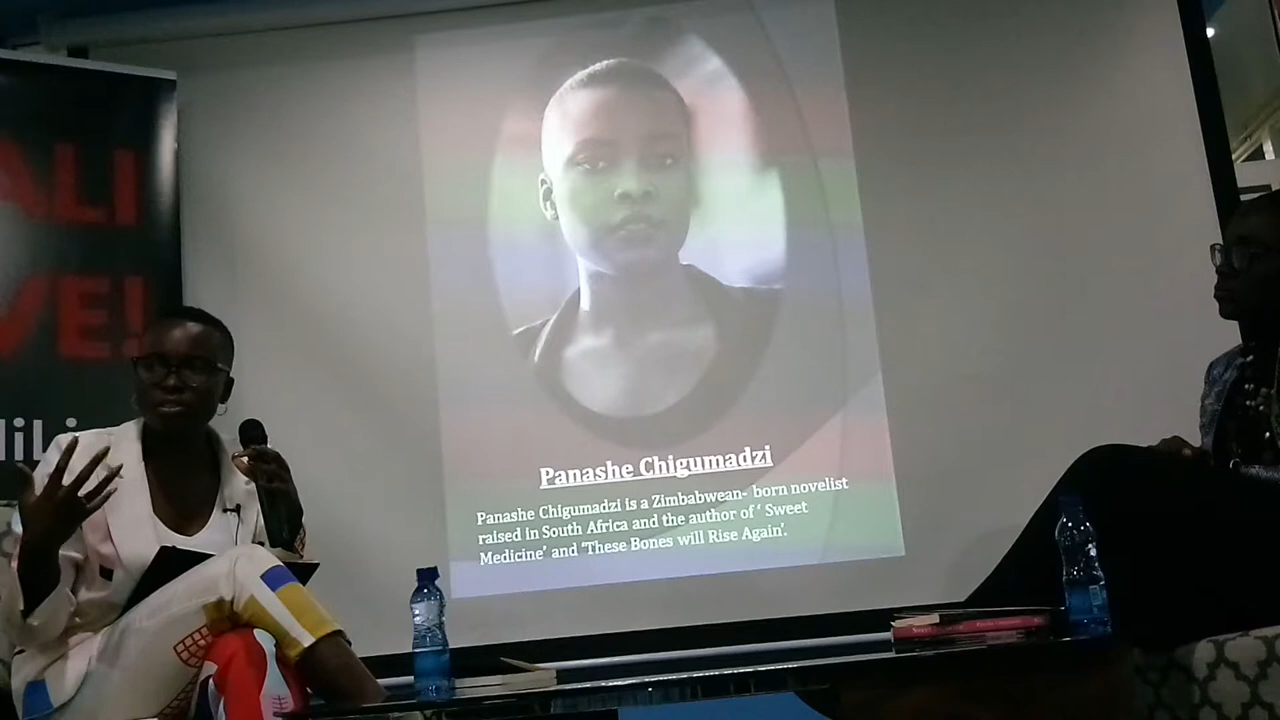 ALI
VE!
Panashe Chigumadzi
Panashe Chigumadzi is a Zimbabwean- born novelist
raised in South Africa and the author of ‘ Sweet
Medicine’ and ‘These Bones will Rise Again’.